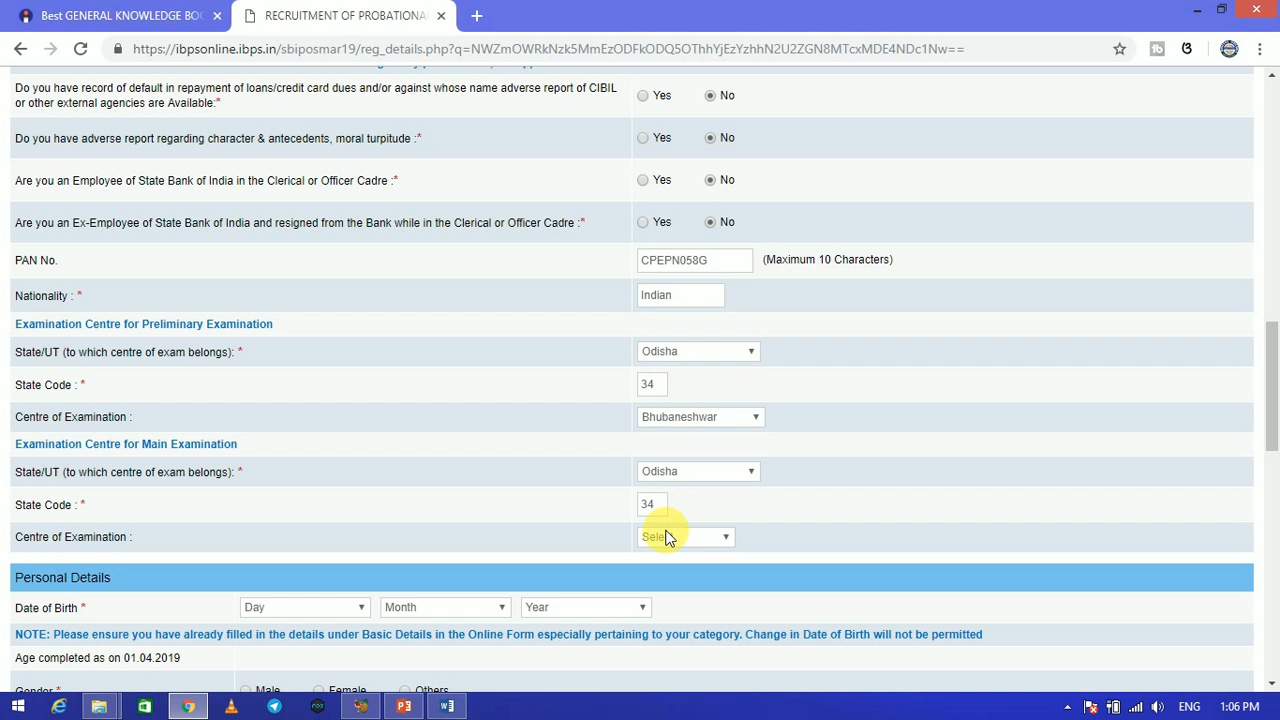 Best GENERAL KNOWLEDGE BOO
RECRUITMENT OF PROBATIONA
https://ibpsonline.ibps.in/sbiposmar19/reg_details.php?q=NWZmOWRkNzk5MmEzODFkODQ5OThhYjEzYzhhN2U2ZGN8MTcxMDE4NDc1Nw==
Do you have record of default in repayment of loans/credit card dues and/or against whose name adverse report of CIBIL
or other external agencies are Available:*
Yes No
Do you have adverse report regarding character & antecedents, moral turpitude :*
Yes No
Are you an Employee of State Bank of India in the Clerical or Officer Cadre :*
Yes No
Are you an Ex-Employee of State Bank of India and resigned from the Bank while in the Clerical or Officer Cadre :*
Yes No
PAN No. CPEPN058G (Maximum 10 Characters)
Nationality : * Indian
Examination Centre for Preliminary Examination
State/UT (to which centre of exam belongs): * Odisha
State Code : * 34
Centre of Examination : Bhubaneshwar
Examination Centre for Main Examination
State/UT (to which centre of exam belongs): * Odisha
State Code : * 34
Centre of Examination :
Personal Details
Date of Birth * Day Month Year
NOTE: Please ensure you have already filled in the details under Basic Details in the Online Form especially pertaining to your category. Change in Date of Birth will not be permitted
Age completed as on 01.04.2019
Gender * Male Female Others
ENG 1:06 PM